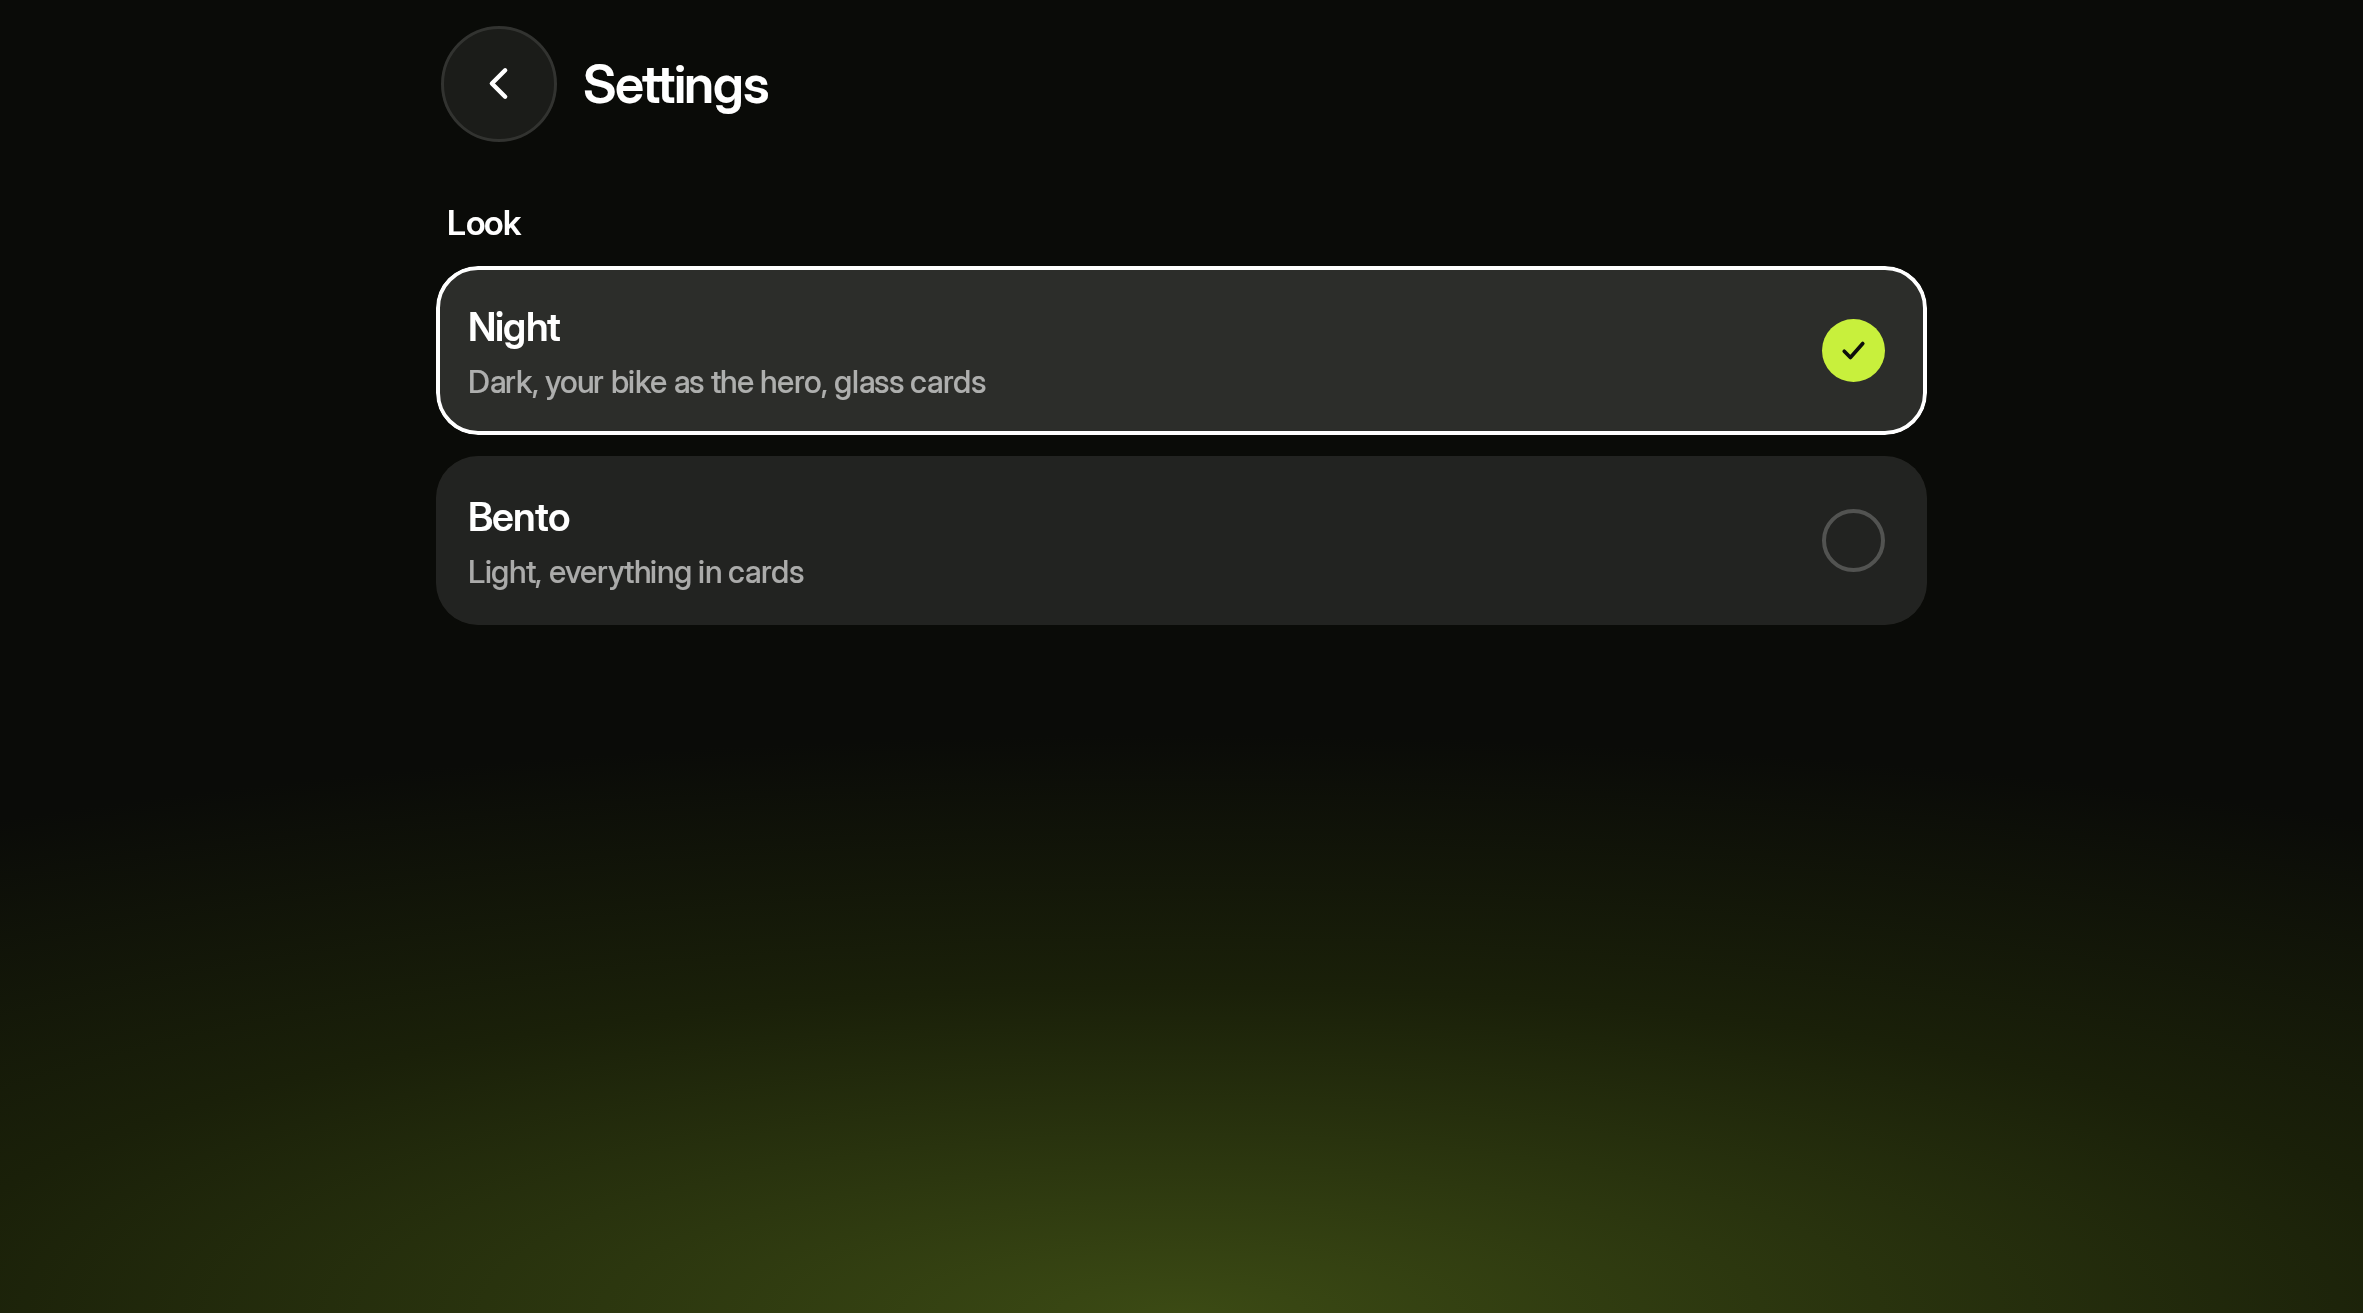 Settings
Look
Night
Dark, your bike as the hero, glass cards
Bento
Light, everything in cards